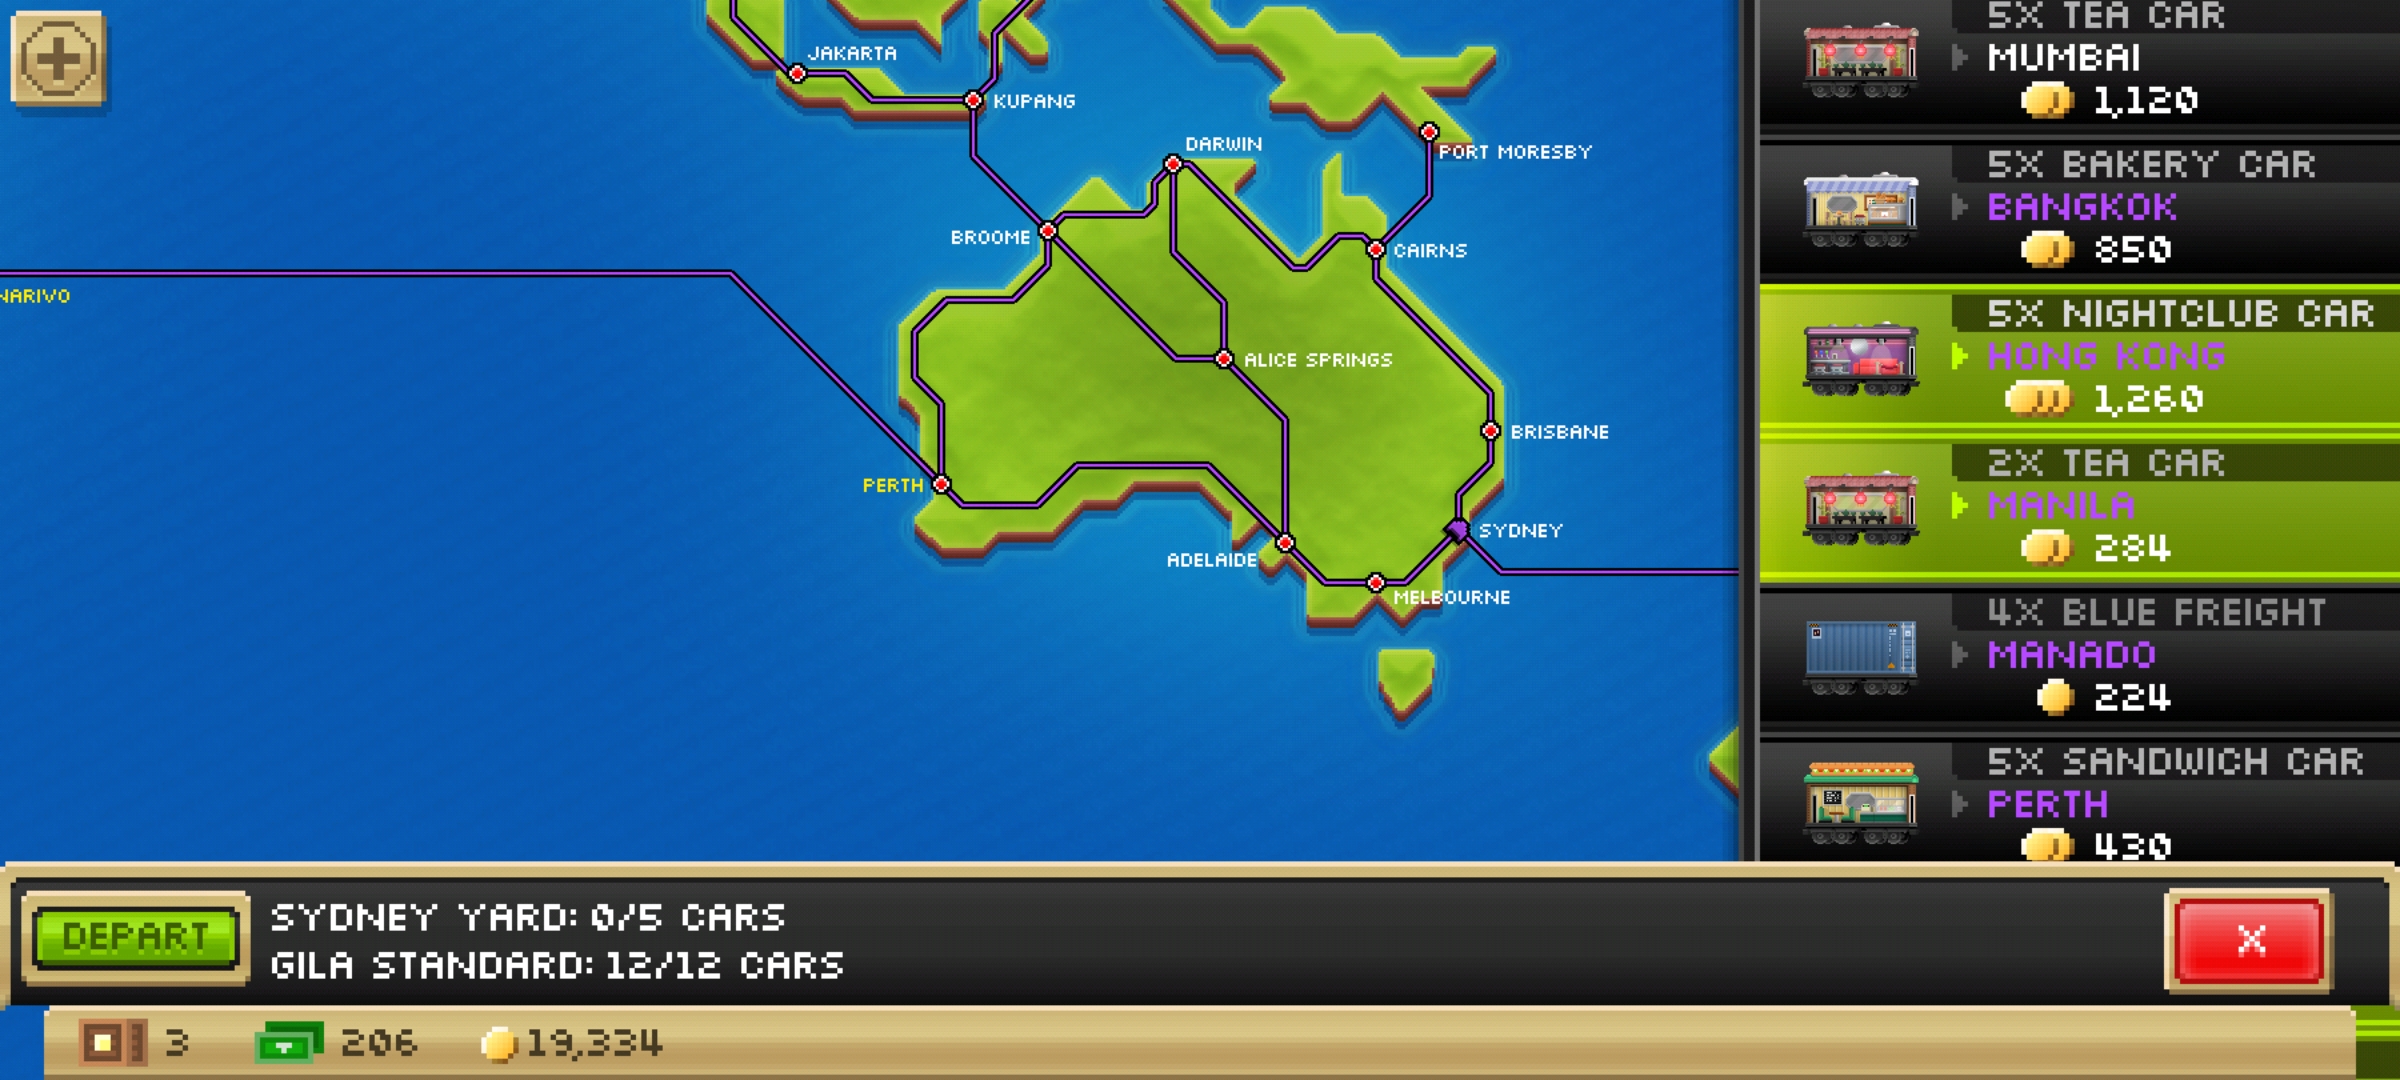 JAKARTA
KUPANG
DARWIN
PORT MORESBY
BROOME
CAIRNS
NARIVO
ALICE SPRINGS
BRISBANE
PERTH
SYDNEY
ADELAIDE
MELBOURNE
5X TEA CAR
MUMBAI
1,120
5X BAKERY CAR
BANGKOK
850
5X NIGHTCLUB CAR
HONG KONG
1,260
2X TEA CAR
MANILA
284
4X BLUE FREIGHT
MANADO
224
5X SANDWICH CAR
PERTH
430
DEPART
SYDNEY YARD: 0/5 CARS
GILA STANDARD: 12/12 CARS
X
3 206 19,334